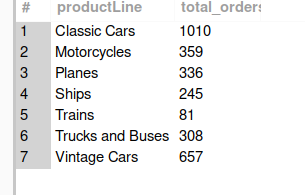 # productLine total_orders
1 Classic Cars 1010
2 Motorcycles 359
3 Planes 336
4 Ships 245
5 Trains 81
6 Trucks and Buses 308
7 Vintage Cars 657